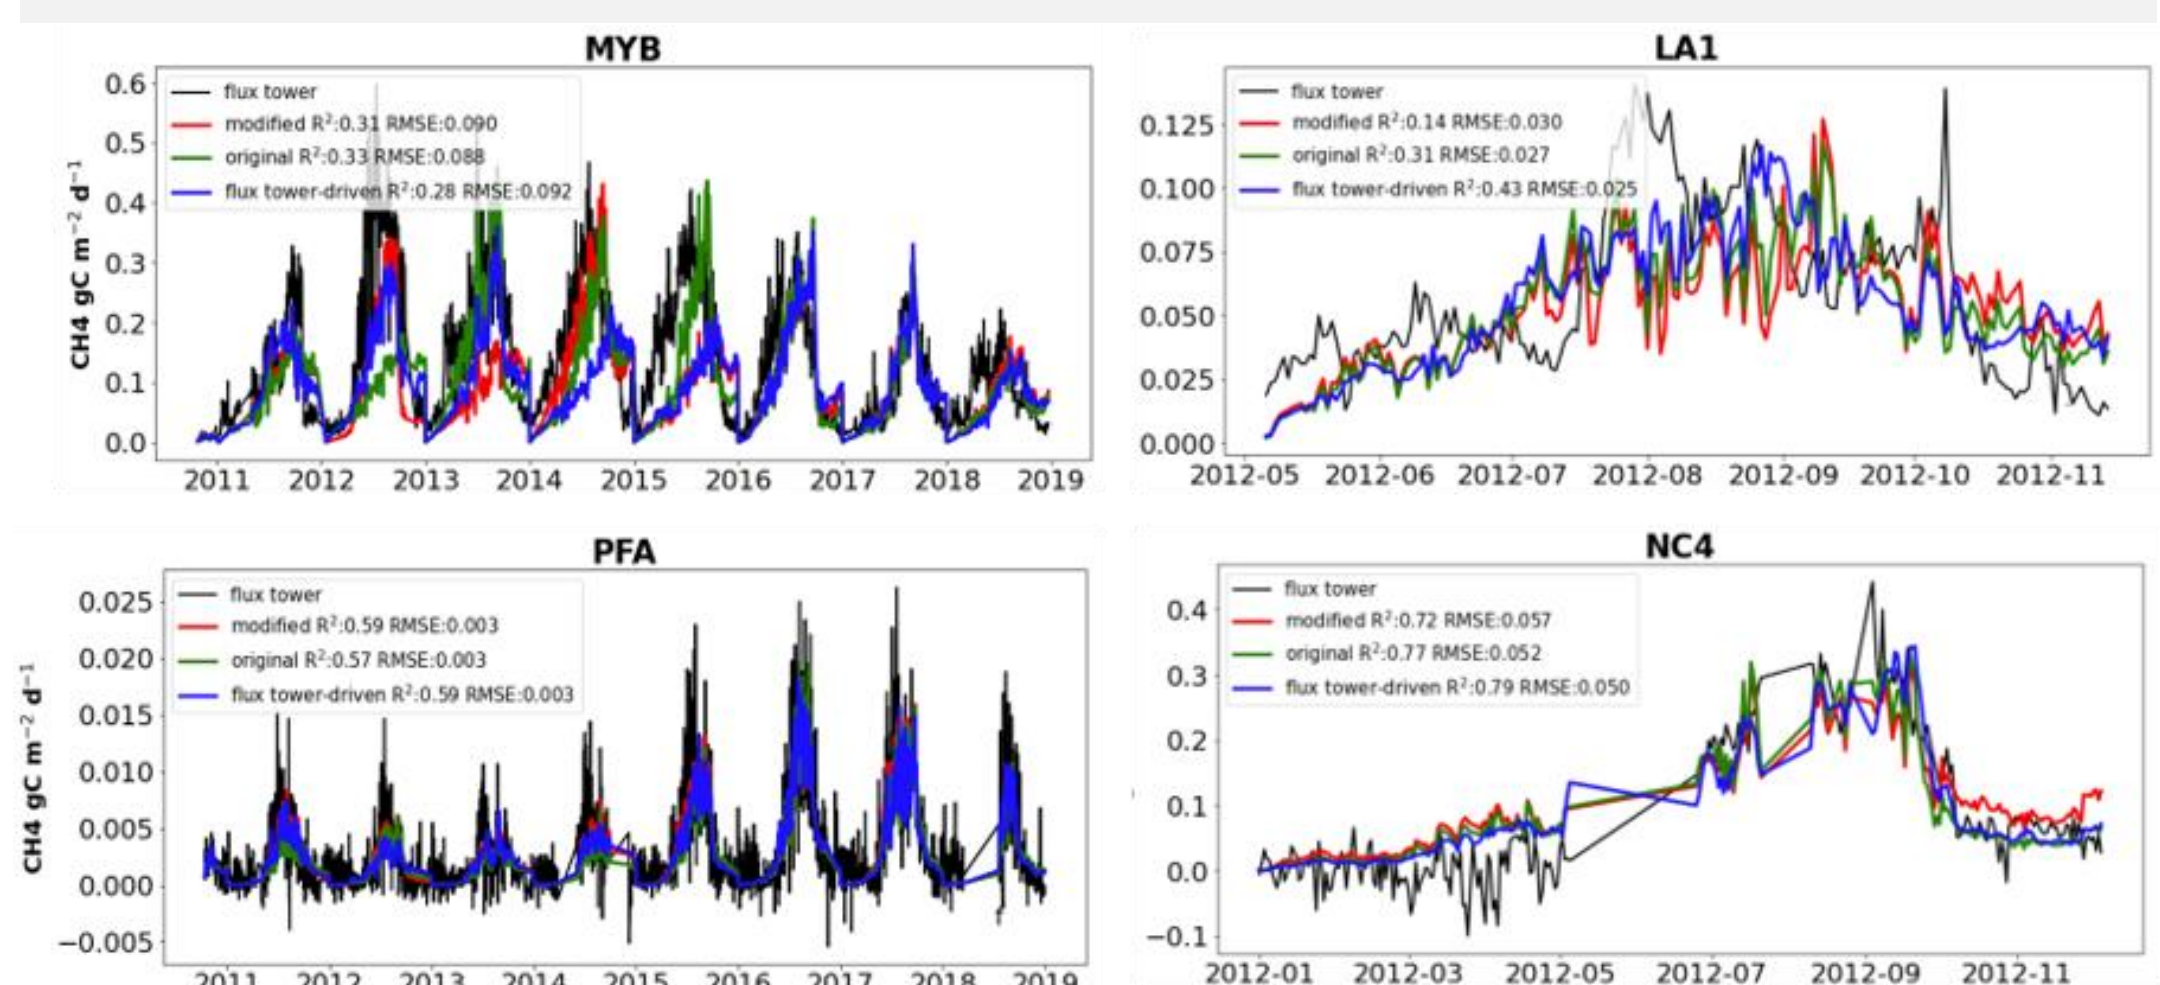 MYB
CH4 gC m⁻² d⁻¹
0.6
0.5
0.4
0.3
0.2
0.1
0.0
flux tower
modified R²:0.31 RMSE:0.090
original R²:0.33 RMSE:0.088
flux tower-driven R²:0.28 RMSE:0.092
2011 2012 2013 2014 2015 2016 2017 2018 2019
LA1
0.125
0.100
0.075
0.050
0.025
0.000
flux tower
modified R²:0.14 RMSE:0.030
original R²:0.31 RMSE:0.027
flux tower-driven R²:0.43 RMSE:0.025
2012-05 2012-06 2012-07 2012-08 2012-09 2012-10 2012-11
PFA
CH4 gC m⁻² d⁻¹
0.025
0.020
0.015
0.010
0.005
0.000
−0.005
flux tower
modified R²:0.59 RMSE:0.003
original R²:0.57 RMSE:0.003
flux tower-driven R²:0.59 RMSE:0.003
2011 2012 2013 2014 2015 2016 2017 2018 2019
NC4
0.4
0.3
0.2
0.1
0.0
−0.1
flux tower
modified R²:0.72 RMSE:0.057
original R²:0.77 RMSE:0.052
flux tower-driven R²:0.79 RMSE:0.050
2012-01 2012-03 2012-05 2012-07 2012-09 2012-11